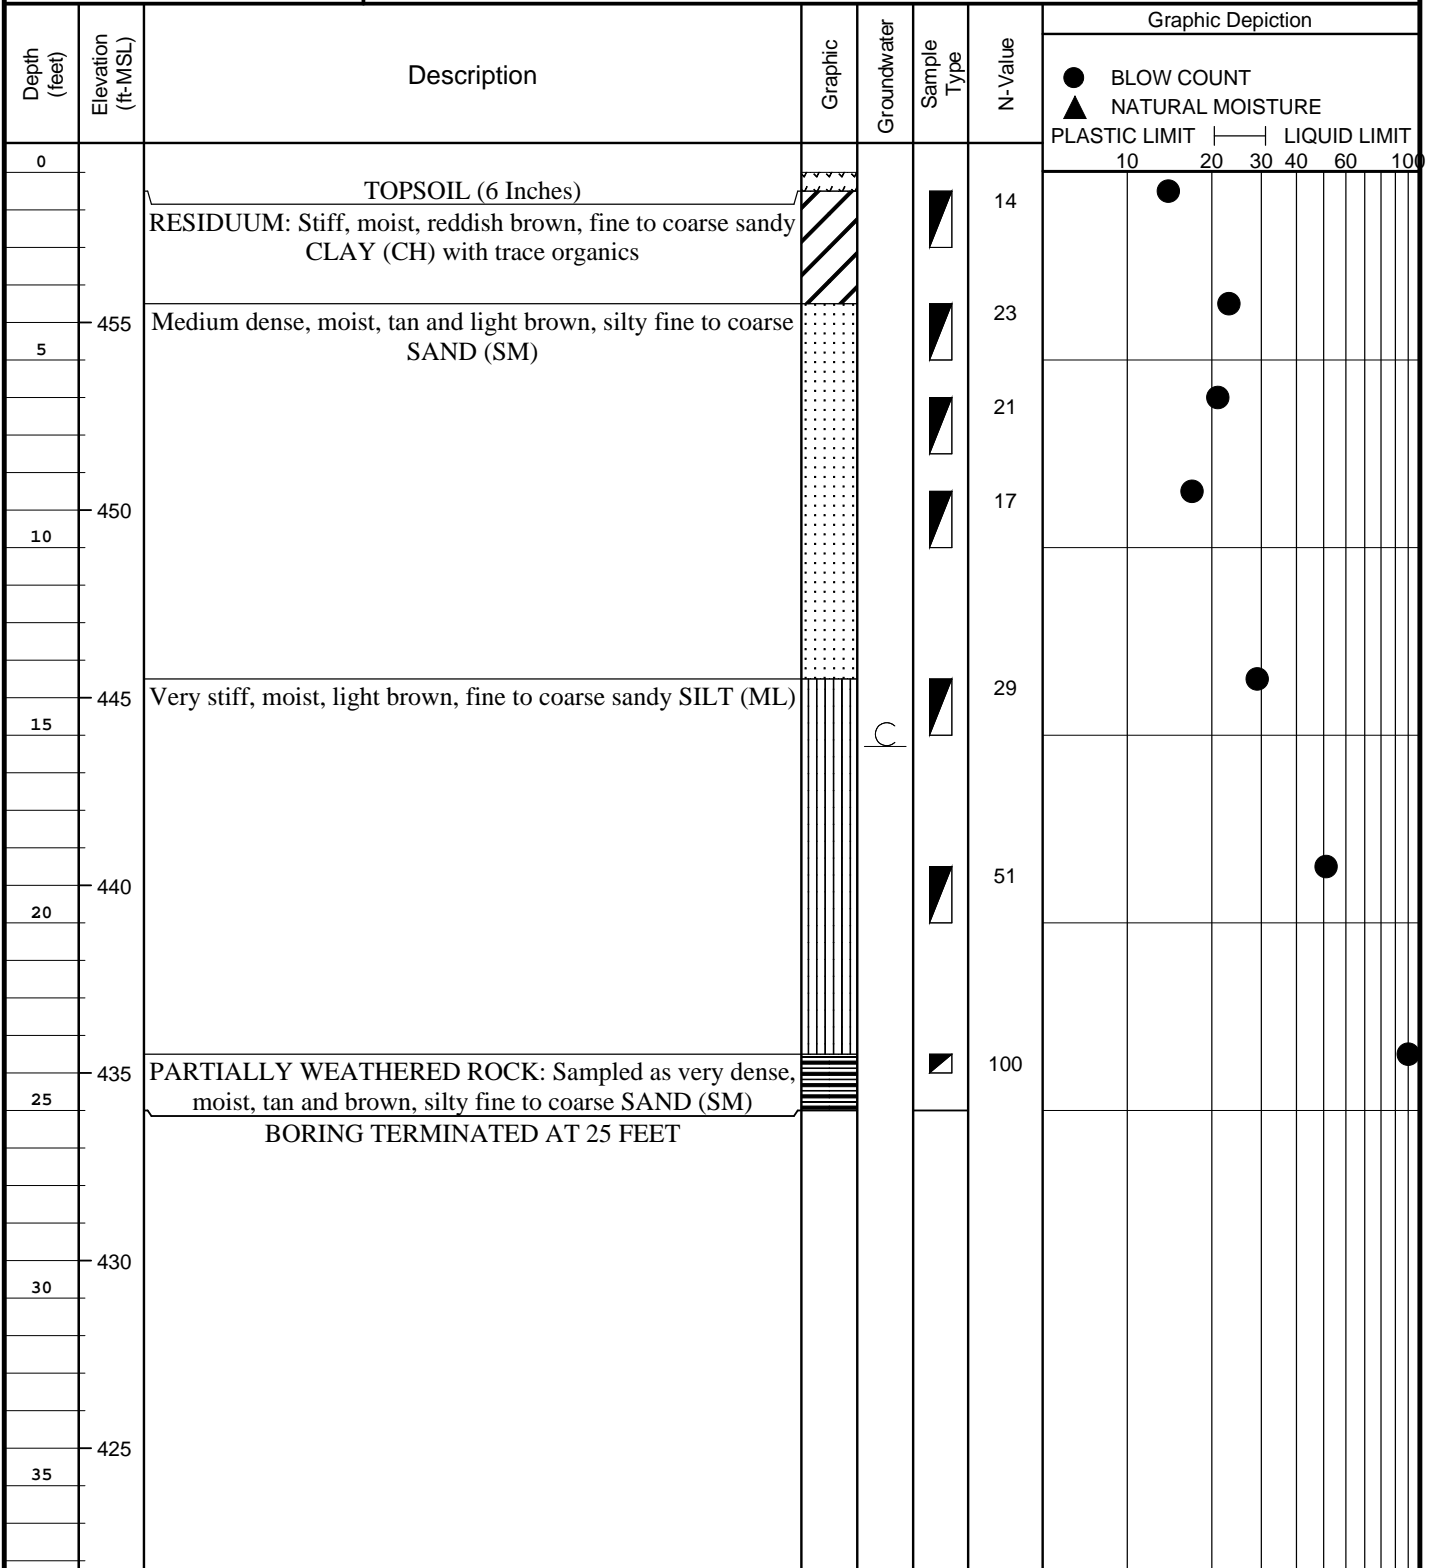 Graphic Depiction
Depth
(feet)
Elevation
(ft-MSL)
Description
Graphic
Groundwater
Sample
Type
N-Value
BLOW COUNT
NATURAL MOISTURE
PLASTIC LIMIT LIQUID LIMIT
0 10 20 30 40 60 100
TOPSOIL (6 Inches) 14
RESIDUUM: Stiff, moist, reddish brown, fine to coarse sandy
CLAY (CH) with trace organics
455 Medium dense, moist, tan and light brown, silty fine to coarse 23
5 SAND (SM)
21
450 17
10
445 Very stiff, moist, light brown, fine to coarse sandy SILT (ML) 29
15 C
440 51
20
435 PARTIALLY WEATHERED ROCK: Sampled as very dense, 100
25 moist, tan and brown, silty fine to coarse SAND (SM)
BORING TERMINATED AT 25 FEET
430
30
425
35